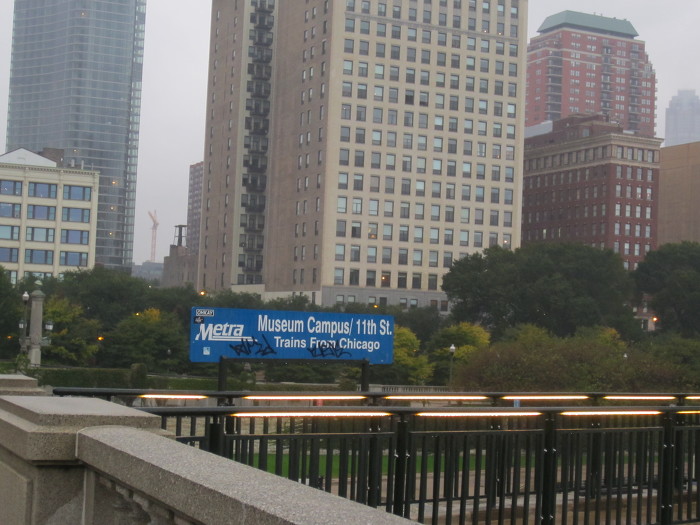 Metra
Museum Campus/ 11th St.
Trains From Chicago